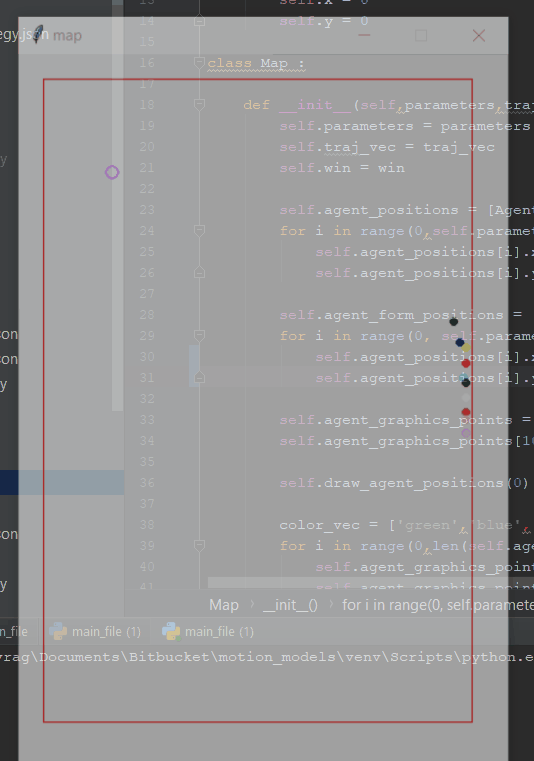 self.x = 0
14 self.y = 0
egy.json
map
15
16 class Map :
17
18 def __init__(self,parameters,traj
19 self.parameters = parameters
20 self.traj_vec = traj_vec
21 self.win = win
22
23 self.agent_positions = [Agen
24 for i in range(0,self.paramet
25 self.agent_positions[i].x
26 self.agent_positions[i].y
27
28 self.agent_form_positions =
29 for i in range(0, self.parame
30 self.agent_positions[i].x
31 self.agent_positions[i].y
32
33 self.agent_graphics_points =
34 self.agent_graphics_points[10
35
36 self.draw_agent_positions(0)
37
38 color_vec = ['green','blue',
39 for i in range(0,len(self.age
40 self.agent_graphics_point
41 self.agent_graphics_point
y
son
son
y
son
y
Map > __init__() > for i in range(0, self.paramete
n_file main_file (1) main_file (1)
yrag\Documents\Bitbucket\motion_models\venv\Scripts\python.e